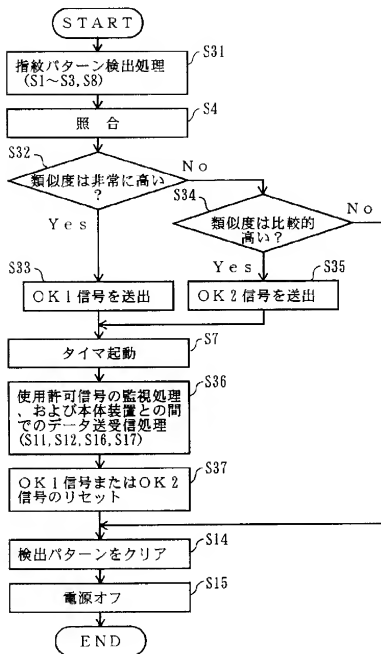 START
S31
指紋パターン検出処理
(S1~S3,S8)
S4
照 合
S32
類似度は非常に高い
?
No
Yes
S34
類似度は比較的
高い?
No
Yes
S33
OK1信号を送出
S35
OK2信号を送出
S7
タイマ起動
S36
使用許可信号の監視処理
、および本体装置との間
でのデータ送受信処理
(S11,S12,S16,S17)
S37
OK1信号またはOK2
信号のリセット
S14
検出パターンをクリア
S15
電源オフ
END